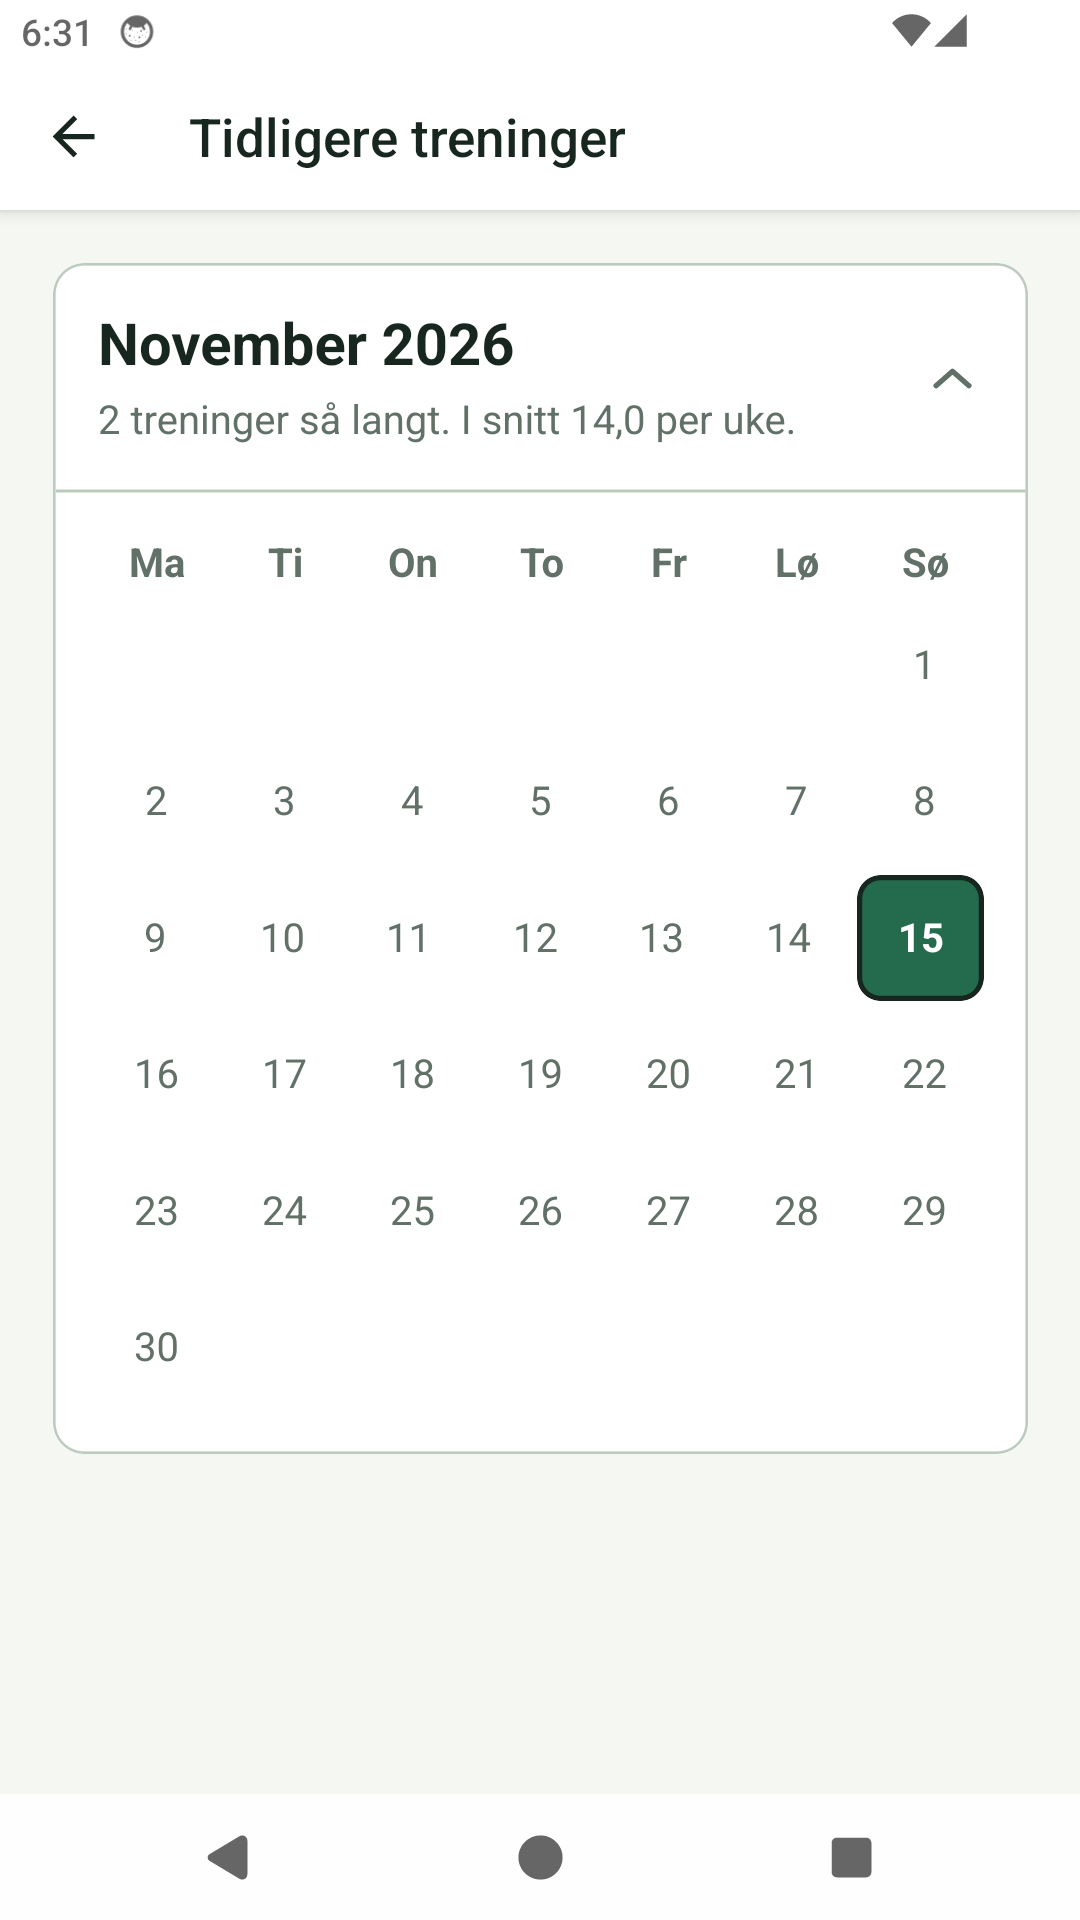 6:31
Tidligere treninger
November 2026
2 treninger så langt. I snitt 14,0 per uke.
Ma Ti On To Fr Lø Sø
1
2 3 4 5 6 7 8
9 10 11 12 13 14 15
16 17 18 19 20 21 22
23 24 25 26 27 28 29
30